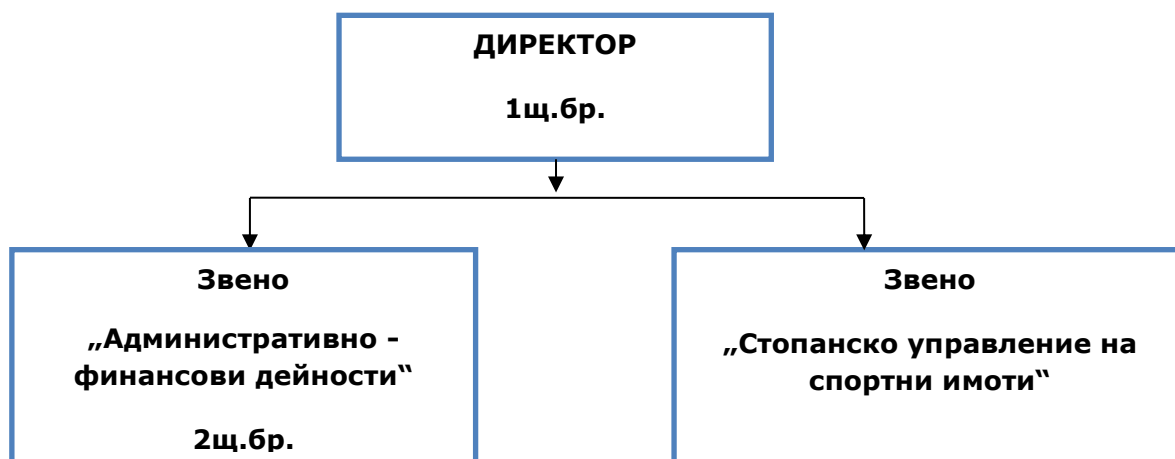 ДИРЕКТОР
1щ.бр.
Звено
„Административно -
финансови дейности“
2щ.бр.
Звено
„Стопанско управление на
спортни имоти“